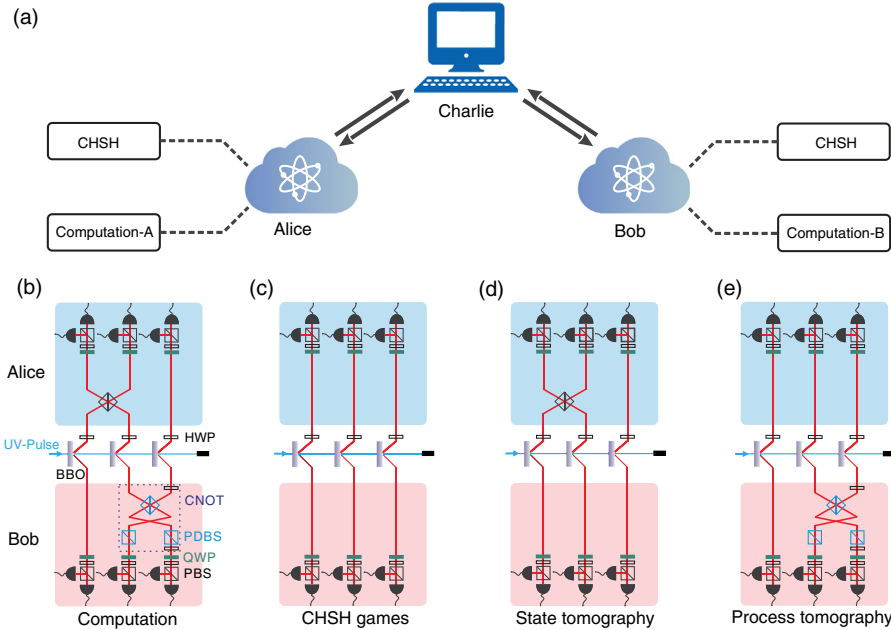 (a)
Charlie
CHSH
CHSH
Computation-A
Alice
Bob
Computation-B
(b)
(c)
(d)
(e)
Alice
UV-Pulse
HWP
BBO
CNOT
Bob
PDBS
QWP
PBS
Computation
CHSH games
State tomography
Process tomography